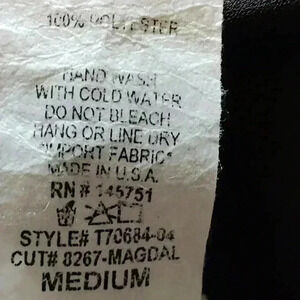 100% POLYESTER
HAND WASH
WITH COLD WATER
DO NOT BLEACH
HANG OR LINE DRY
*IMPORT FABRIC*
MADE IN U.S.A.
RN # 145751
STYLE# T70684-04
CUT# 8267-MAGDAL
MEDIUM